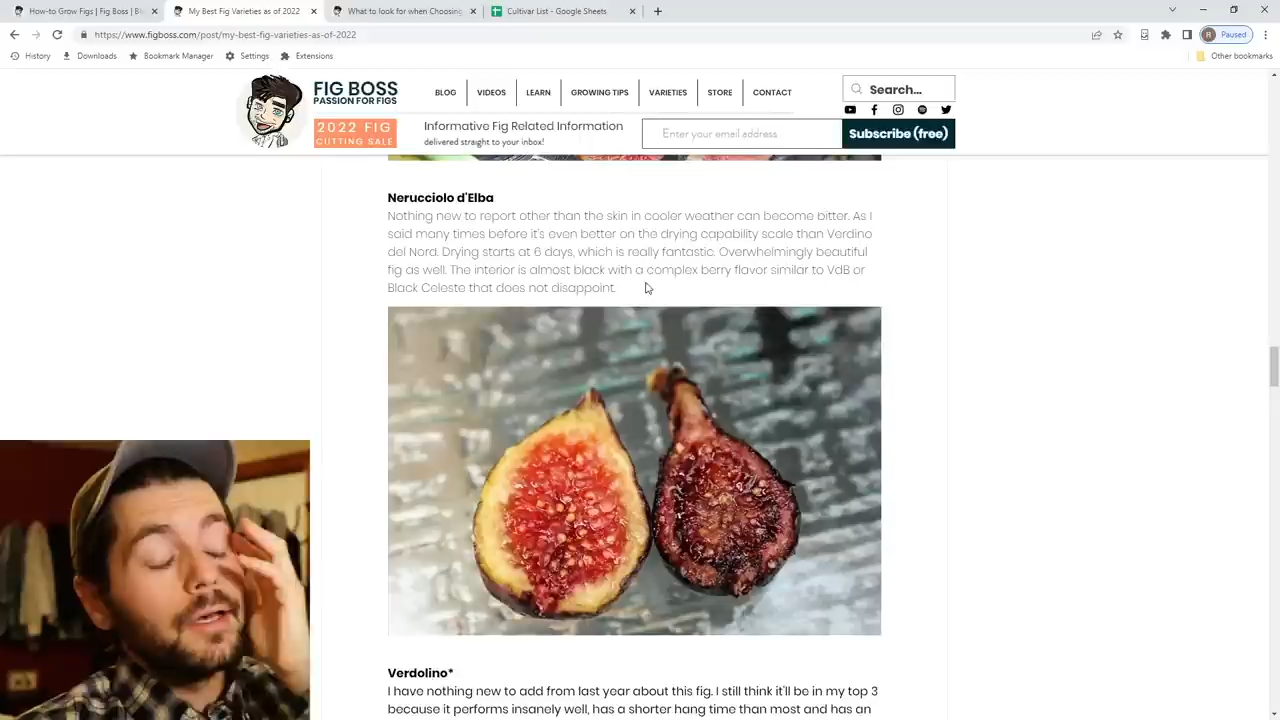 How-to Grow Figs | Fig Boss | Bl
My Best Fig Varieties as of 2022
What to look for when Choosing
Cultivar List - Google Sheets
https://www.figboss.com/post/my-best-fig-varieties-as-of-2022
R Paused
History Downloads Bookmark Manager Settings Extensions Other bookmarks
FIG BOSS
PASSION FOR FIGS
BLOG VIDEOS LEARN GROWING TIPS VARIETIES STORE CONTACT
Search...
2022 FIG
CUTTING SALE
Informative Fig Related Information
delivered straight to your inbox!
Enter your email address
Subscribe (free)
Nerucciolo d'Elba
Nothing new to report other than the skin in cooler weather can become bitter. As I
said many times before it's even better on the drying capability scale than Verdino
del Nord. Drying starts at 6 days, which is really fantastic. Overwhelmingly beautiful
fig as well. The interior is almost black with a complex berry flavor similar to VdB or
Black Celeste that does not disappoint.
Verdolino*
I have nothing new to add from last year about this fig. I still think it'll be in my top 3
because it performs insanely well, has a shorter hang time than most and has an